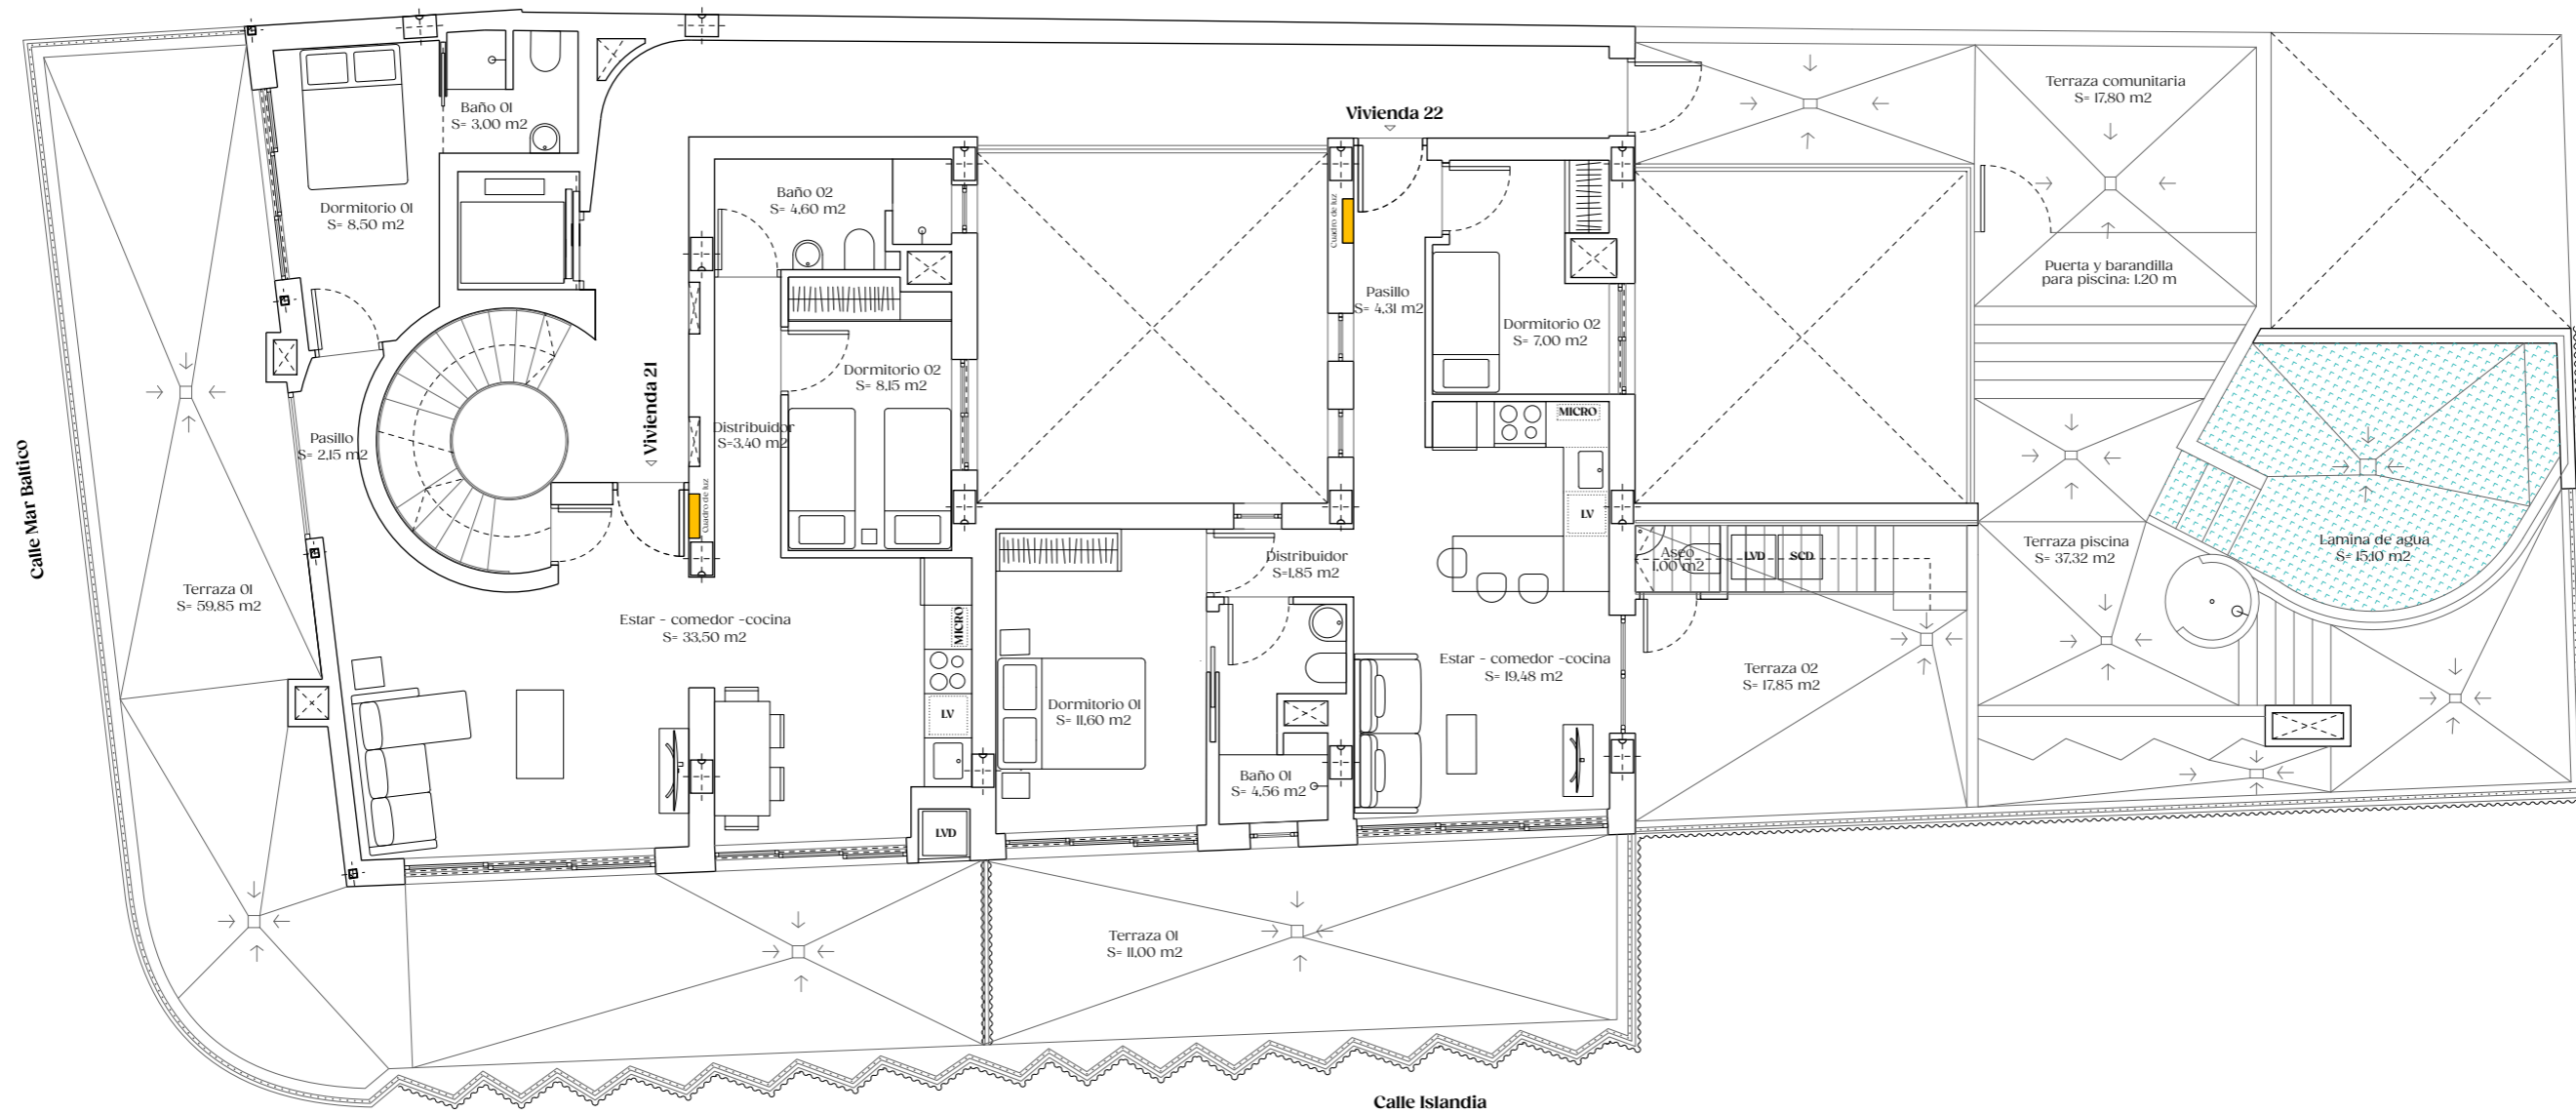 Terraza comunitaria
S= 17,80 m2
Baño 01
S= 3,00 m2
Vivienda 22
Baño 02
S= 4,60 m2
Dormitorio 01
S= 8,50 m2
Cuadro de luz
Puerta y barandilla
para piscina: 1.20 m
Pasillo
S= 4,31 m2
Dormitorio 02
S= 7,00 m2
Vivienda 21
Dormitorio 02
S= 8,15 m2
MICRO
Distribuidor
S=3,40 m2
Pasillo
S= 2,15 m2
Calle Mar Baltico
Cuadro de luz
LV
Distribuidor
S=1,85 m2
Aseo
1,00 m2
LVD
SCD
Terraza piscina
S= 37,32 m2
Lamina de agua
S= 15,10 m2
Terraza 01
S= 59,85 m2
Estar - comedor -cocina
S= 33,50 m2
MICRO
Estar - comedor -cocina
S= 19,48 m2
Terraza 02
S= 17,85 m2
Dormitorio 01
S= 11,60 m2
LV
Baño 01
S= 4,56 m2
LVD
Terraza 01
S= 11,00 m2
Calle Islandia